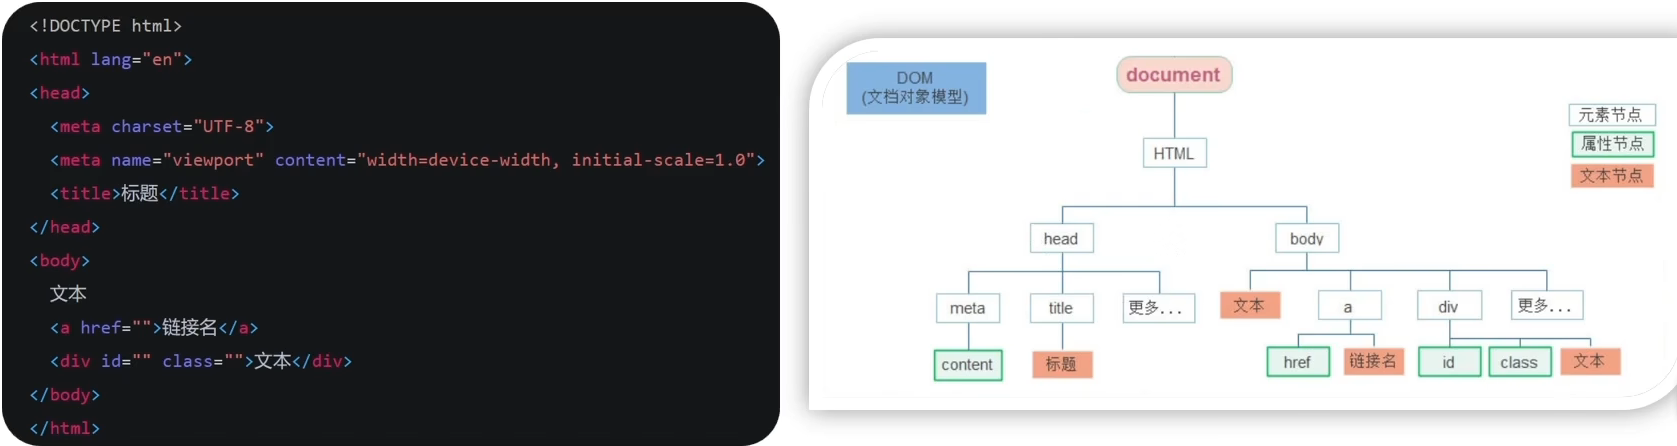 <!DOCTYPE html>
<html lang="en">
<head>
<meta charset="UTF-8">
<meta name="viewport" content="width=device-width, initial-scale=1.0">
<title>标题</title>
</head>
<body>
文本
<a href="">链接名</a>
<div id="" class="">文本</div>
</body>
</html>
DOM
(文档对象模型)
document
元素节点
属性节点
文本节点
HTML
head
body
meta
title
更多...
文本
a
div
更多...
content
标题
href
链接名
id
class
文本